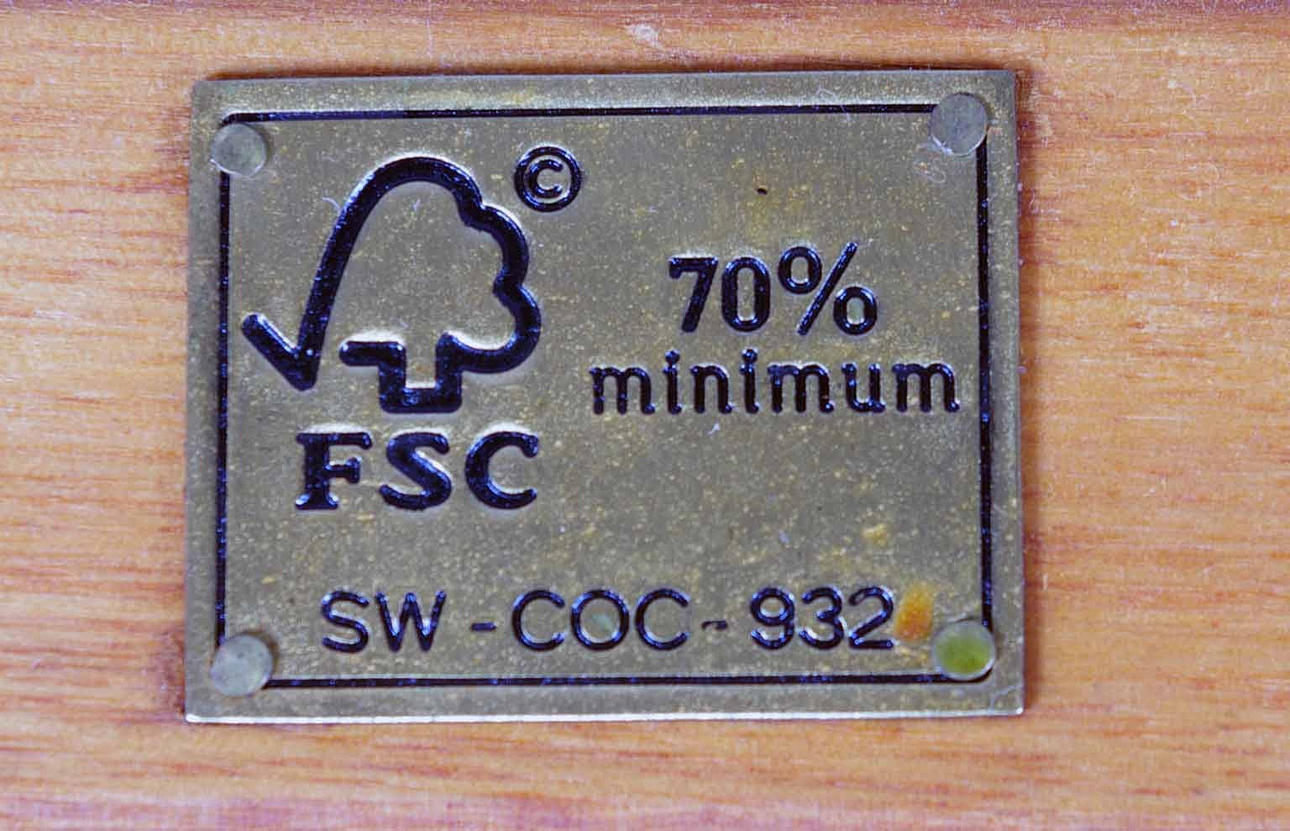 ©
70%
minimum
FSC
SW - COC - 932